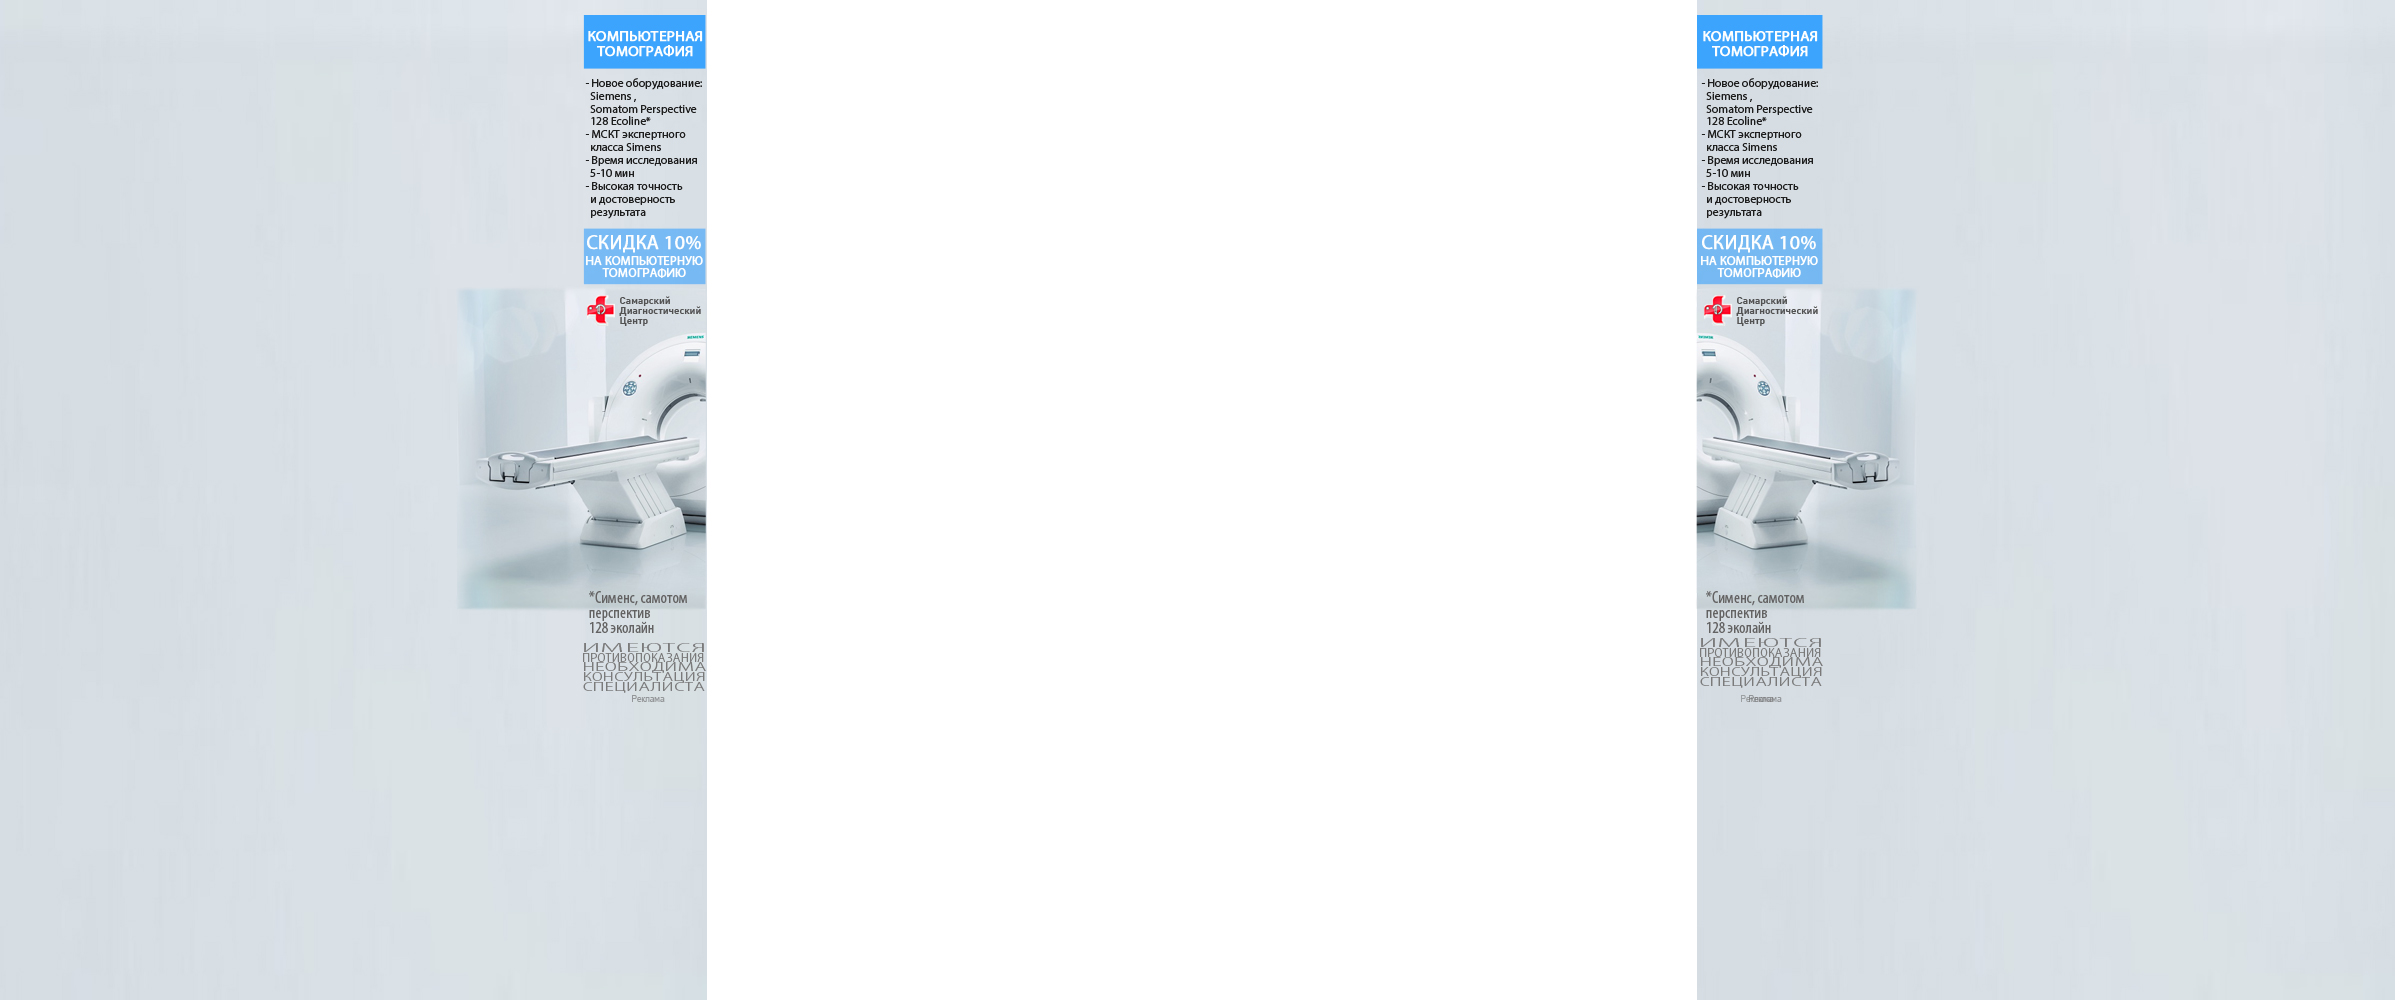 КОМПЬЮТЕРНАЯ
ТОМОГРАФИЯ
- Новое оборудование:
Siemens ,
Somatom Perspective
128 Ecoline*
- МСКТ экспертного
класса Simens
- Время исследования
5-10 мин
- Высокая точность
и достоверность
результата
СКИДКА 10%
НА КОМПЬЮТЕРНУЮ
ТОМОГРАФИЮ
Самарский
Диагностический
Центр
*Сименс, самотом
перспектив
128 эколайн
ИМЕЮТСЯ
ПРОТИВОПОКАЗАНИЯ
НЕОБХОДИМА
КОНСУЛЬТАЦИЯ
СПЕЦИАЛИСТА
Реклама
КОМПЬЮТЕРНАЯ
ТОМОГРАФИЯ
- Новое оборудование:
Siemens ,
Somatom Perspective
128 Ecoline*
- МСКТ экспертного
класса Simens
- Время исследования
5-10 мин
- Высокая точность
и достоверность
результата
СКИДКА 10%
НА КОМПЬЮТЕРНУЮ
ТОМОГРАФИЮ
Самарский
Диагностический
Центр
*Сименс, самотом
перспектив
128 эколайн
ИМЕЮТСЯ
ПРОТИВОПОКАЗАНИЯ
НЕОБХОДИМА
КОНСУЛЬТАЦИЯ
СПЕЦИАЛИСТА
Реклама